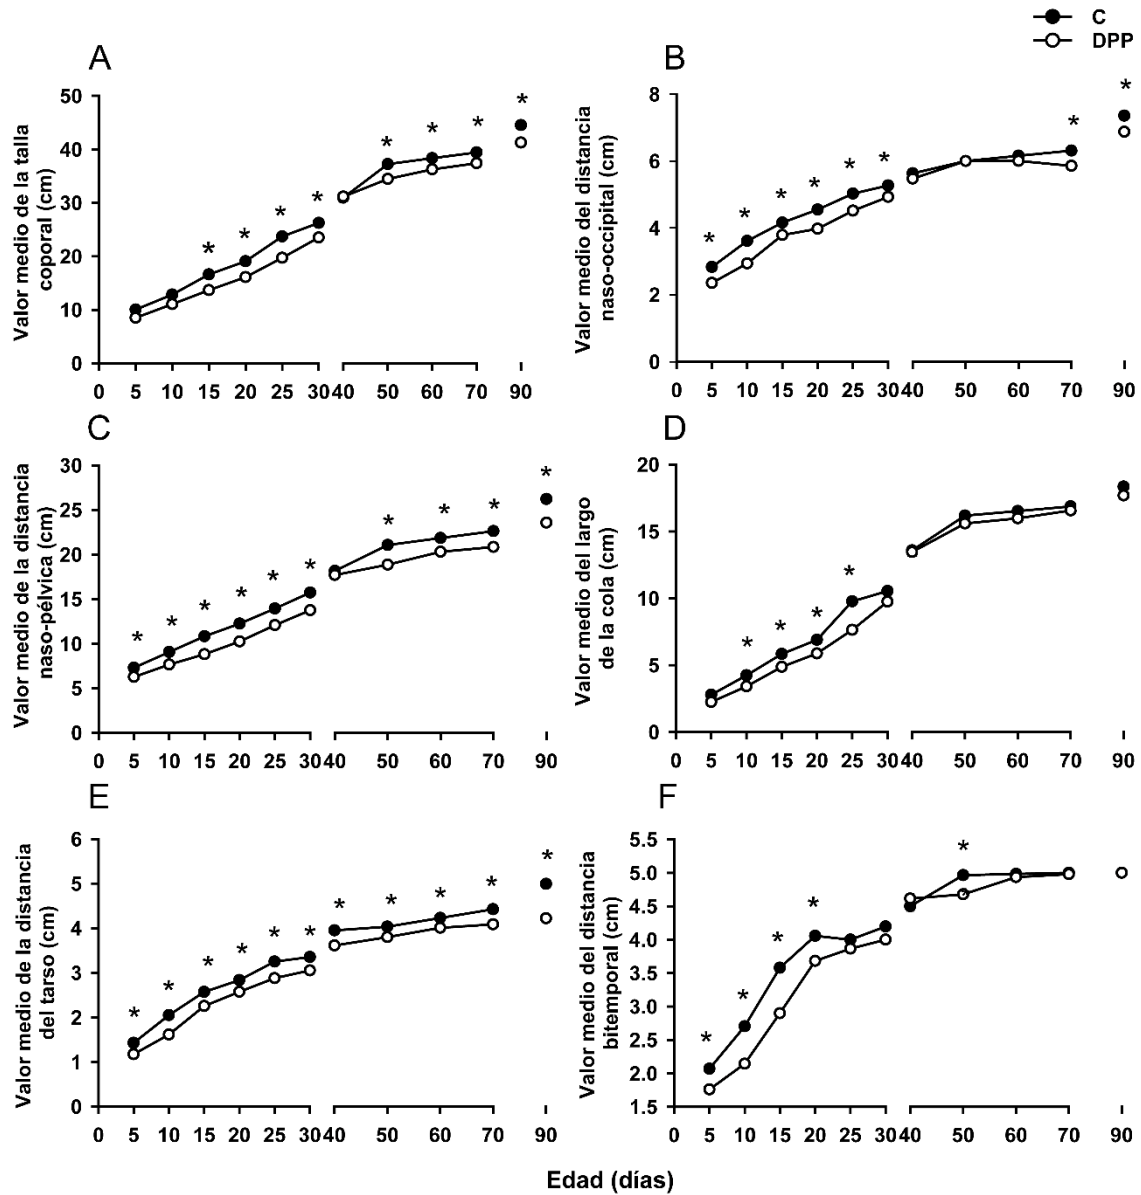 C
DPP
A
Valor medio de la talla
coporal (cm)
50
40
30
20
10
0
* * * * * * * *
0 5 10 15 20 25 30 40 50 60 70 90
B
Valor medio del distancia
naso-occipital (cm)
8
6
4
2
0
* * * * * * * *
0 5 10 15 20 25 30 40 50 60 70 90
C
Valor medio de la distancia
naso-pélvica (cm)
30
25
20
15
10
5
0
* * * * * * * * * *
0 5 10 15 20 25 30 40 50 60 70 90
D
Valor medio del largo
de la cola (cm)
20
15
10
5
0
* * * *
0 5 10 15 20 25 30 40 50 60 70 90
E
Valor medio de la distancia
del tarso (cm)
6
5
4
3
2
1
0
* * * * * * * * * * *
0 5 10 15 20 25 30 40 50 60 70 90
F
Valor medio del distancia
bitemporal (cm)
5.5
5.0
4.5
4.0
3.5
3.0
2.5
2.0
1.5
* * * * *
0 5 10 15 20 25 30 40 50 60 70 90
Edad (días)